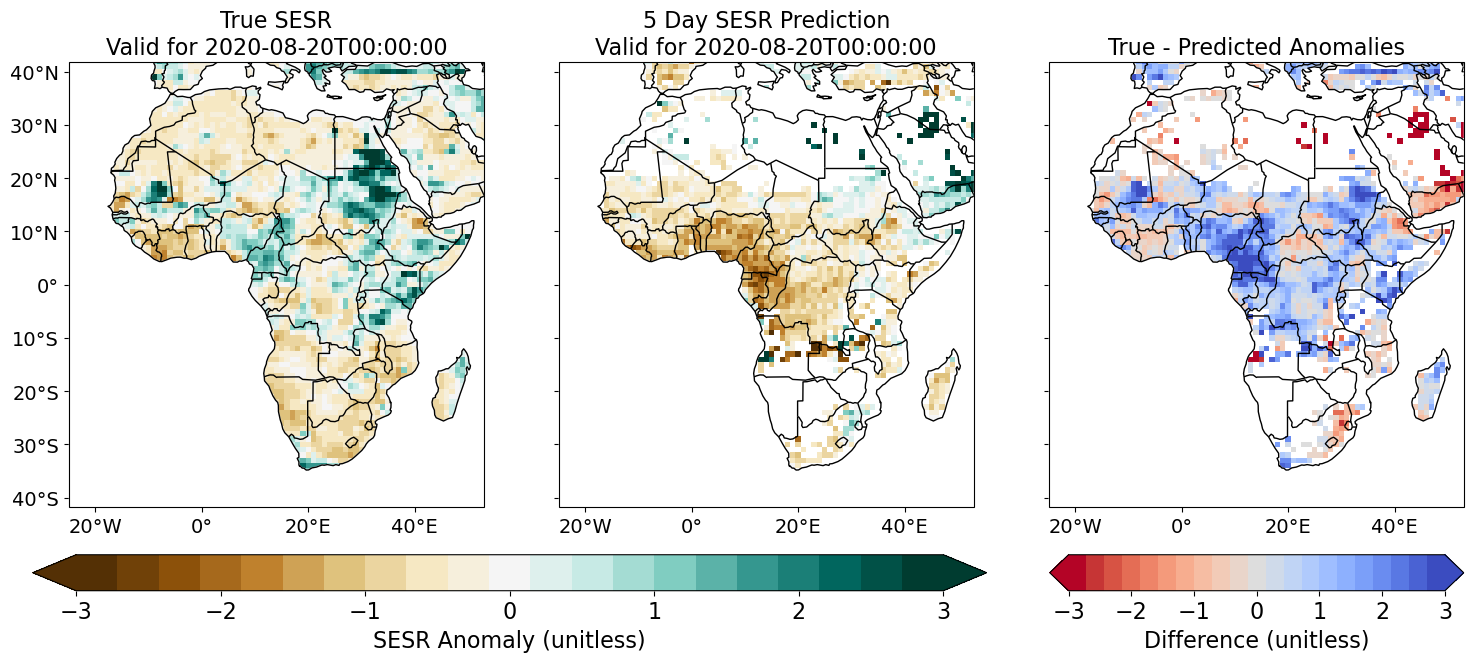 True SESR
Valid for 2020-08-20T00:00:00
5 Day SESR Prediction
Valid for 2020-08-20T00:00:00
True - Predicted Anomalies
40°N
30°N
20°N
10°N
0°
10°S
20°S
30°S
40°S
20°W 0° 20°E 40°E
20°W 0° 20°E 40°E
20°W 0° 20°E 40°E
−3 −2 −1 0 1 2 3
SESR Anomaly (unitless)
−3 −2 −1 0 1 2 3
Difference (unitless)